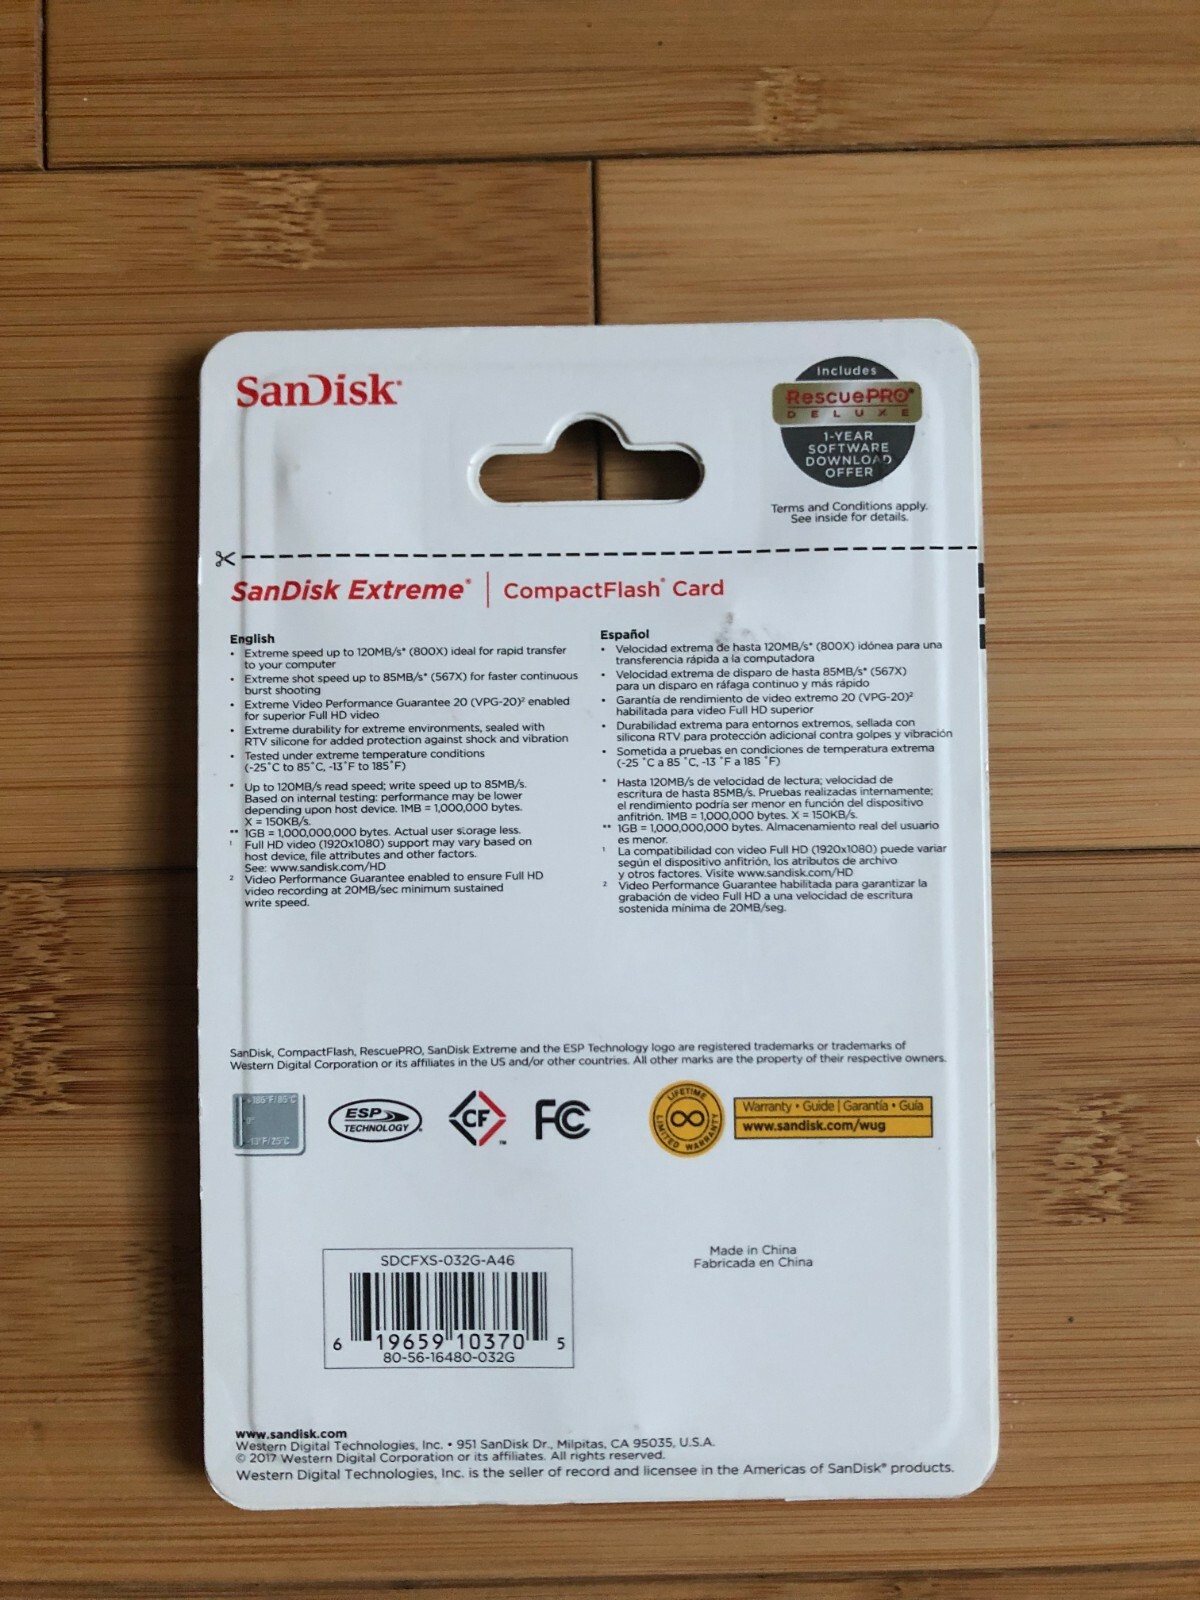 SanDisk®
Includes
RescuePRO®
DELUXE
1-YEAR
SOFTWARE
DOWNLOAD
OFFER
Terms and Conditions apply.
See inside for details.
SanDisk Extreme® | CompactFlash® Card
English
• Extreme speed up to 120MB/s* (800X) ideal for rapid transfer
to your computer
• Extreme shot speed up to 85MB/s* (567X) for faster continuous
burst shooting
• Extreme Video Performance Guarantee 20 (VPG-20)² enabled
for superior Full HD video
• Extreme durability for extreme environments, sealed with
RTV silicone for added protection against shock and vibration
• Tested under extreme temperature conditions
(-25˚C to 85˚C, -13˚F to 185˚F)
* Up to 120MB/s read speed; write speed up to 85MB/s.
Based on internal testing; performance may be lower
depending upon host device. 1MB = 1,000,000 bytes.
X = 150KB/s.
** 1GB = 1,000,000,000 bytes. Actual user storage less.
¹ Full HD video (1920x1080) support may vary based on
host device, file attributes and other factors.
See: www.sandisk.com/HD
² Video Performance Guarantee enabled to ensure Full HD
video recording at 20MB/sec minimum sustained
write speed.
Español
• Velocidad extrema de hasta 120MB/s* (800X) idónea para una
transferencia rápida a la computadora
• Velocidad extrema de disparo de hasta 85MB/s* (567X)
para un disparo en ráfaga continuo y más rápido
• Garantía de rendimiento de video extremo 20 (VPG-20)²
habilitada para video Full HD superior
• Durabilidad extrema para entornos extremos, sellada con
silicona RTV para protección adicional contra golpes y vibración
• Sometida a pruebas en condiciones de temperatura extrema
(-25 ˚C a 85 ˚C, -13 ˚F a 185 ˚F)
* Hasta 120MB/s de velocidad de lectura; velocidad de
escritura de hasta 85MB/s. Pruebas realizadas internamente;
el rendimiento podría ser menor en función del dispositivo
anfitrión. 1MB = 1,000,000 bytes. X = 150KB/s.
** 1GB = 1,000,000,000 bytes. Almacenamiento real del usuario
es menor.
¹ La compatibilidad con video Full HD (1920x1080) puede variar
según el dispositivo anfitrión, los atributos de archivo
y otros factores. Visite www.sandisk.com/HD
² Video Performance Guarantee habilitada para garantizar la
grabación de video Full HD a una velocidad de escritura
sostenida mínima de 20MB/seg.
SanDisk, CompactFlash, RescuePRO, SanDisk Extreme and the ESP Technology logo are registered trademarks or trademarks of
Western Digital Corporation or its affiliates in the US and/or other countries. All other marks are the property of their respective owners.
+185˚F/85˚C
0˚
-13˚F/25˚C
ESP
TECHNOLOGY
CF™
FC
LIFETIME
LIMITED WARRANTY
Warranty • Guide | Garantía • Guía
www.sandisk.com/wug
SDCFXS-032G-A46
6 19659 10370 5
80-56-16480-032G
Made in China
Fabricada en China
www.sandisk.com
Western Digital Technologies, Inc. • 951 SanDisk Dr., Milpitas, CA 95035, U.S.A.
© 2017 Western Digital Corporation or its affiliates. All rights reserved.
Western Digital Technologies, Inc. is the seller of record and licensee in the Americas of SanDisk® products.